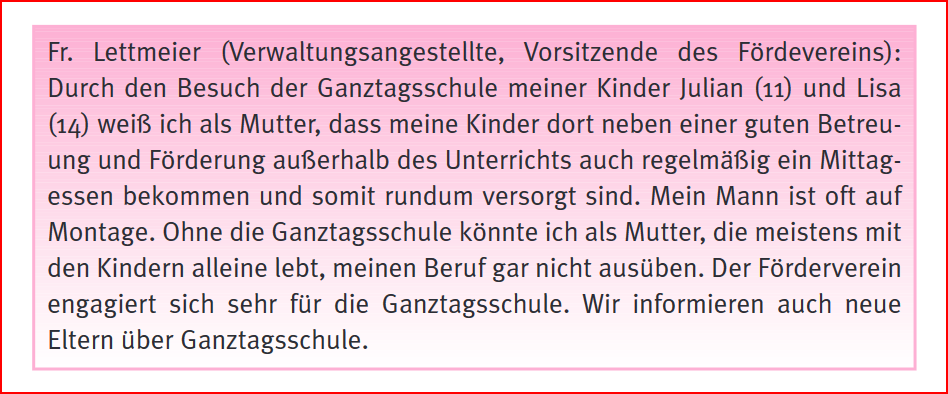 Fr. Lettmeier (Verwaltungsangestellte, Vorsitzende des Fördevereins):
Durch den Besuch der Ganztagsschule meiner Kinder Julian (11) und Lisa
(14) weiß ich als Mutter, dass meine Kinder dort neben einer guten Betreu-
ung und Förderung außerhalb des Unterrichts auch regelmäßig ein Mittag-
essen bekommen und somit rundum versorgt sind. Mein Mann ist oft auf
Montage. Ohne die Ganztagsschule könnte ich als Mutter, die meistens mit
den Kindern alleine lebt, meinen Beruf gar nicht ausüben. Der Förderverein
engagiert sich sehr für die Ganztagsschule. Wir informieren auch neue
Eltern über Ganztagsschule.